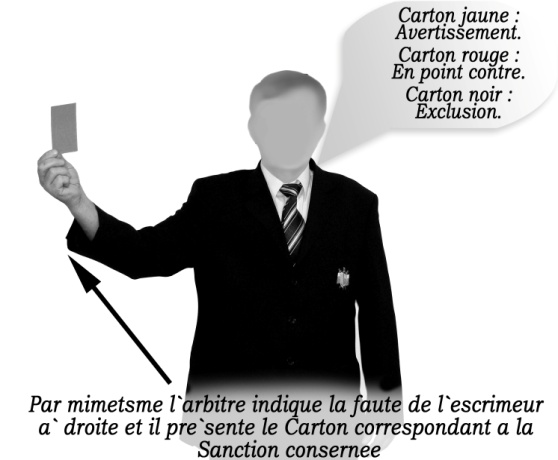 Carton jaune :
Avertissement.
Carton rouge :
En point contre.
Carton noir :
Exclusion.
Par mimetsme l`arbitre indique la faute de l`escrimeur
a` droite et il pre`sente le Carton correspondant a la
Sanction consernee